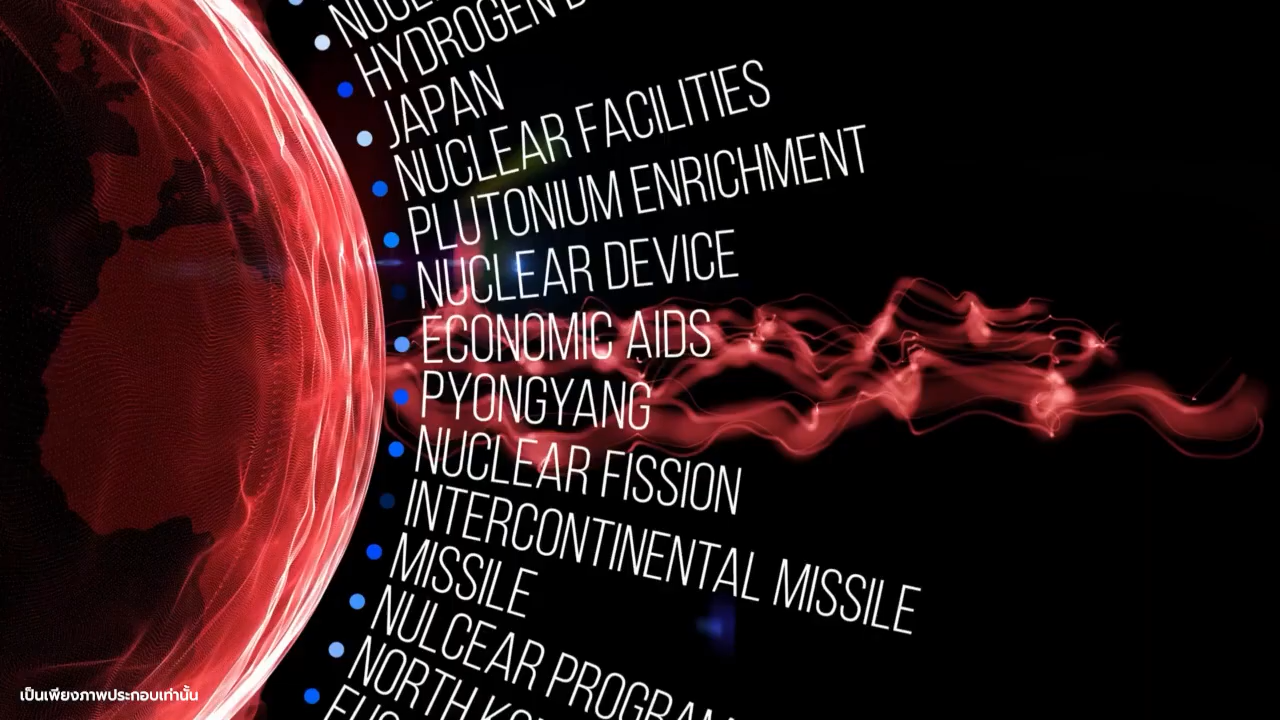 HYDROGEN
JAPAN
NUCLEAR FACILITIES
PLUTONIUM ENRICHMENT
NUCLEAR DEVICE
ECONOMIC AIDS
PYONGYANG
NUCLEAR FISSION
INTERCONTINENTAL MISSILE
MISSILE
NULCEAR PROGRAM
NORTH
เป็นเพียงภาพประกอบเท่านั้น